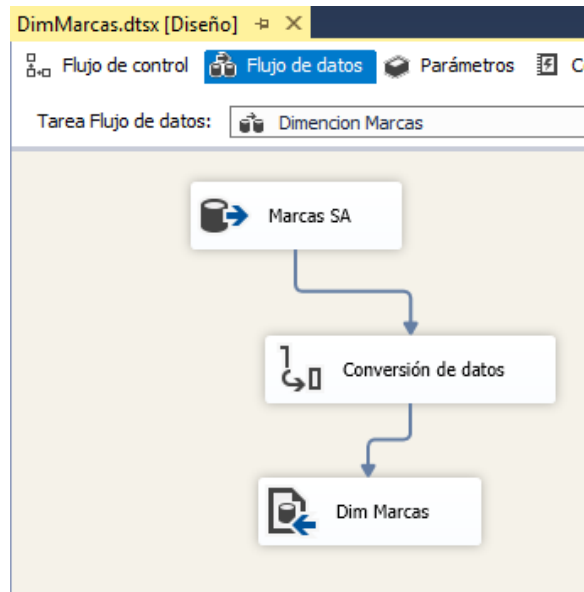 DimMarcas.dtsx [Diseño]
Flujo de control Flujo de datos Parámetros C
Tarea Flujo de datos: Dimencion Marcas
Marcas SA
Conversión de datos
Dim Marcas